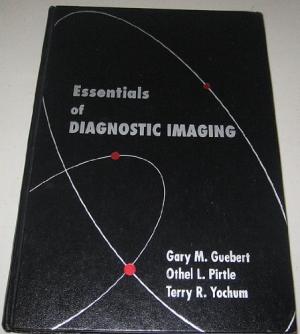 Essentials
of
DIAGNOSTIC IMAGING
Gary M. Guebert
Othel L. Pirtle
Terry R. Yochum